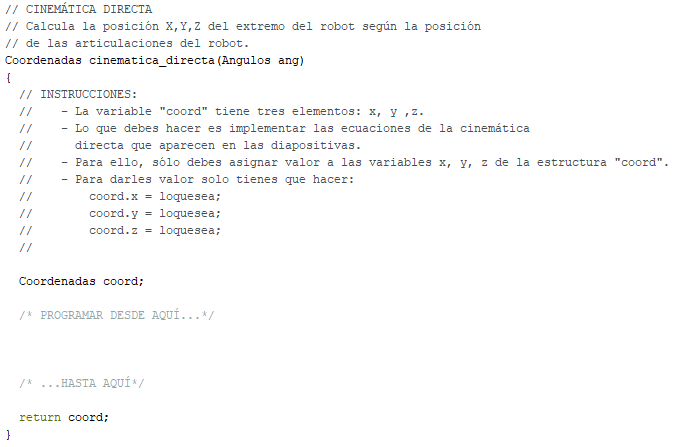 // CINEMÁTICA DIRECTA
// Calcula la posición X,Y,Z del extremo del robot según la posición
// de las articulaciones del robot.
Coordenadas cinematica_directa(Angulos ang)
{
// INSTRUCCIONES:
//    - La variable "coord" tiene tres elementos: x, y ,z.
//    - Lo que debes hacer es implementar las ecuaciones de la cinemática
//      directa que aparecen en las diapositivas.
//    - Para ello, sólo debes asignar valor a las variables x, y, z de la estructura "coord".
//    - Para darles valor solo tienes que hacer:
//        coord.x = loquesea;
//        coord.y = loquesea;
//        coord.z = loquesea;
//
Coordenadas coord;
/* PROGRAMAR DESDE AQUÍ...*/
/* ...HASTA AQUÍ*/
return coord;
}